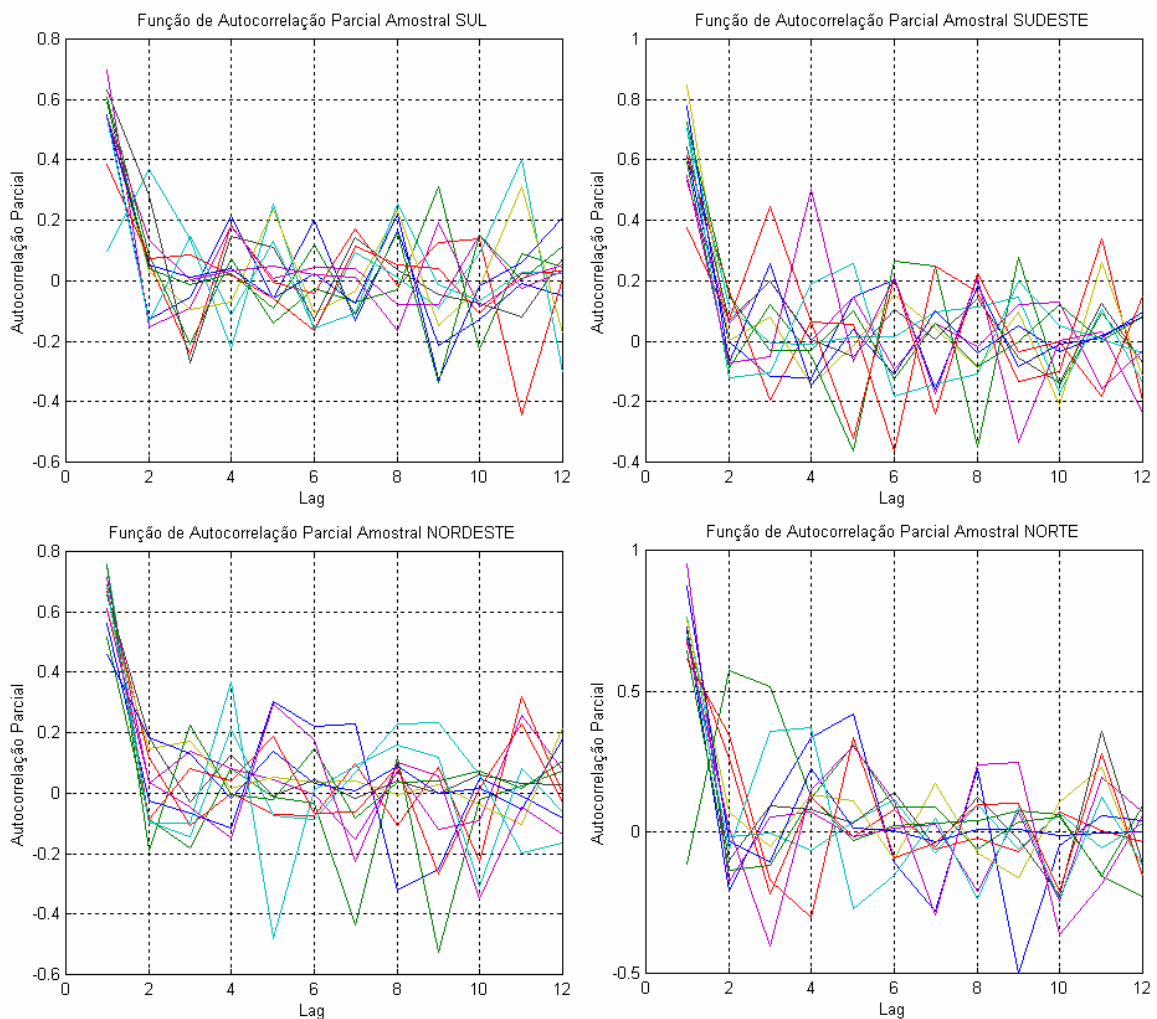 Função de Autocorrelação Parcial Amostral SUL
0.8
0.6
0.4
0.2
0
-0.2
-0.4
-0.6
0 2 4 6 8 10 12
Lag
Autocorrelação Parcial
Função de Autocorrelação Parcial Amostral SUDESTE
1
0.8
0.6
0.4
0.2
0
-0.2
-0.4
0 2 4 6 8 10 12
Lag
Autocorrelação Parcial
Função de Autocorrelação Parcial Amostral NORDESTE
0.8
0.6
0.4
0.2
0
-0.2
-0.4
-0.6
0 2 4 6 8 10 12
Lag
Autocorrelação Parcial
Função de Autocorrelação Parcial Amostral NORTE
1
0.5
0
-0.5
0 2 4 6 8 10 12
Lag
Autocorrelação Parcial